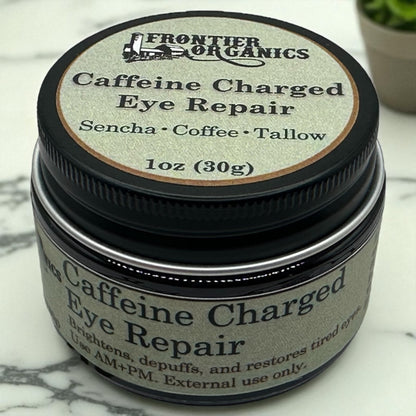 FRONTIER
ORGANICS
Caffeine Charged
Eye Repair
Sencha • Coffee • Tallow
1oz (30g)
Caffeine Charged
Eye Repair
Brightens, depuffs, and restores tired eyes.
Use AM+PM. External use only.